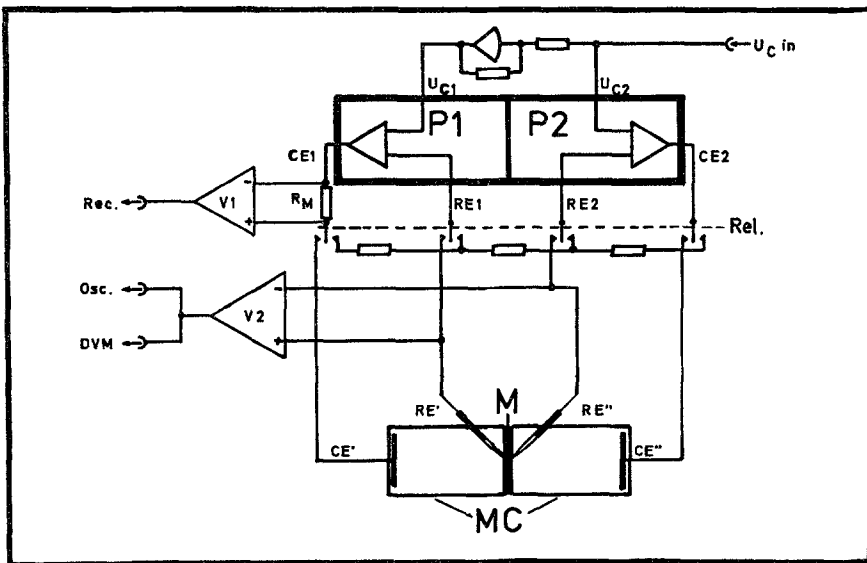 U_C in
U_C1 U_C2
P1 P2
CE1 CE2
Rec. V1 R_M RE1 RE2
Rel.
Osc.
V2
DVM
M
RE' RE"
CE' CE"
MC